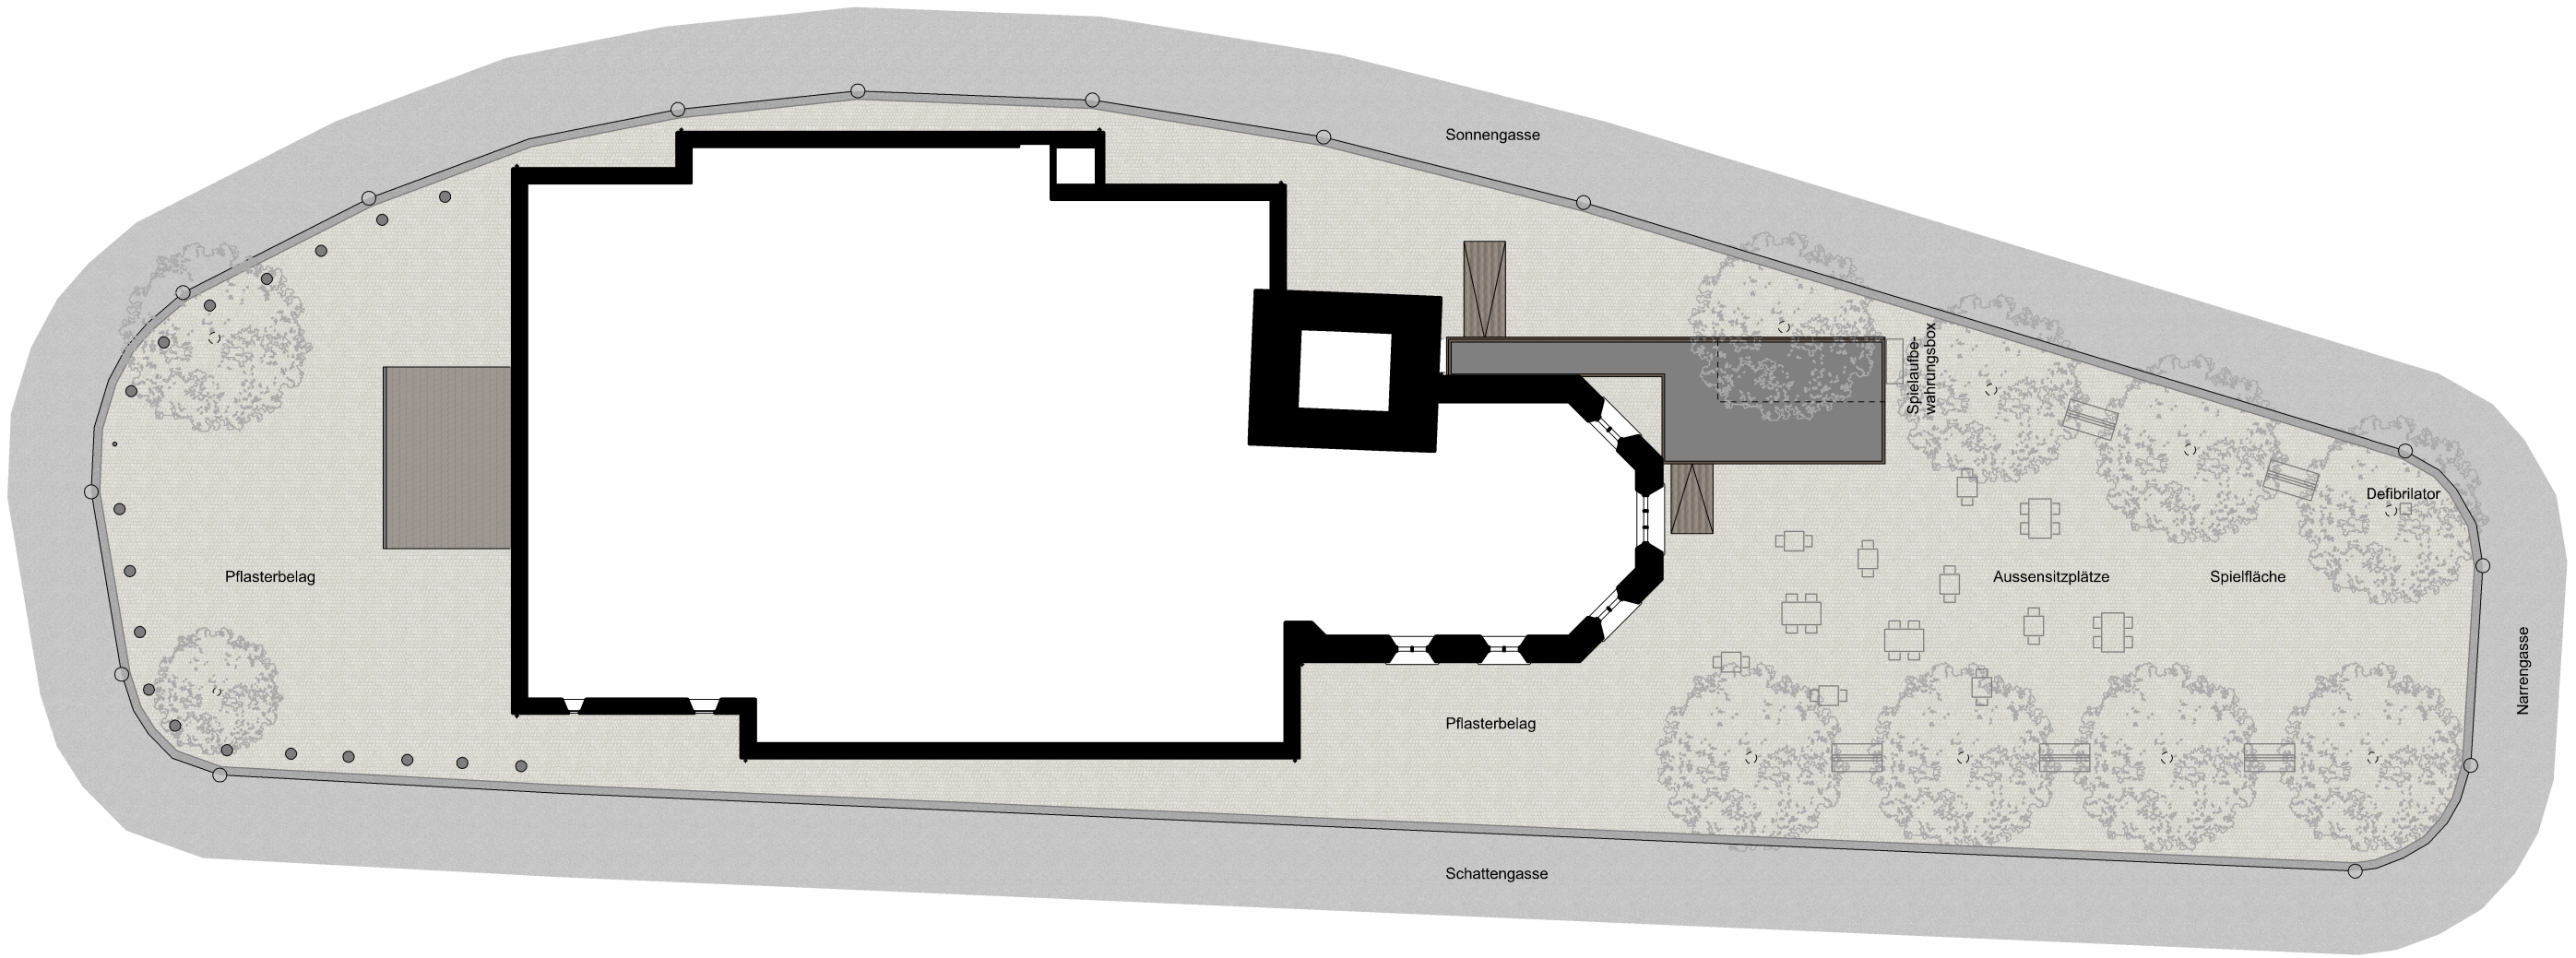 Sonnengasse
Spielaufbe-
wahrungsbox
Defibrilator
Pflasterbelag
Aussensitzplätze
Spielfläche
Narrengasse
Pflasterbelag
Schattengasse